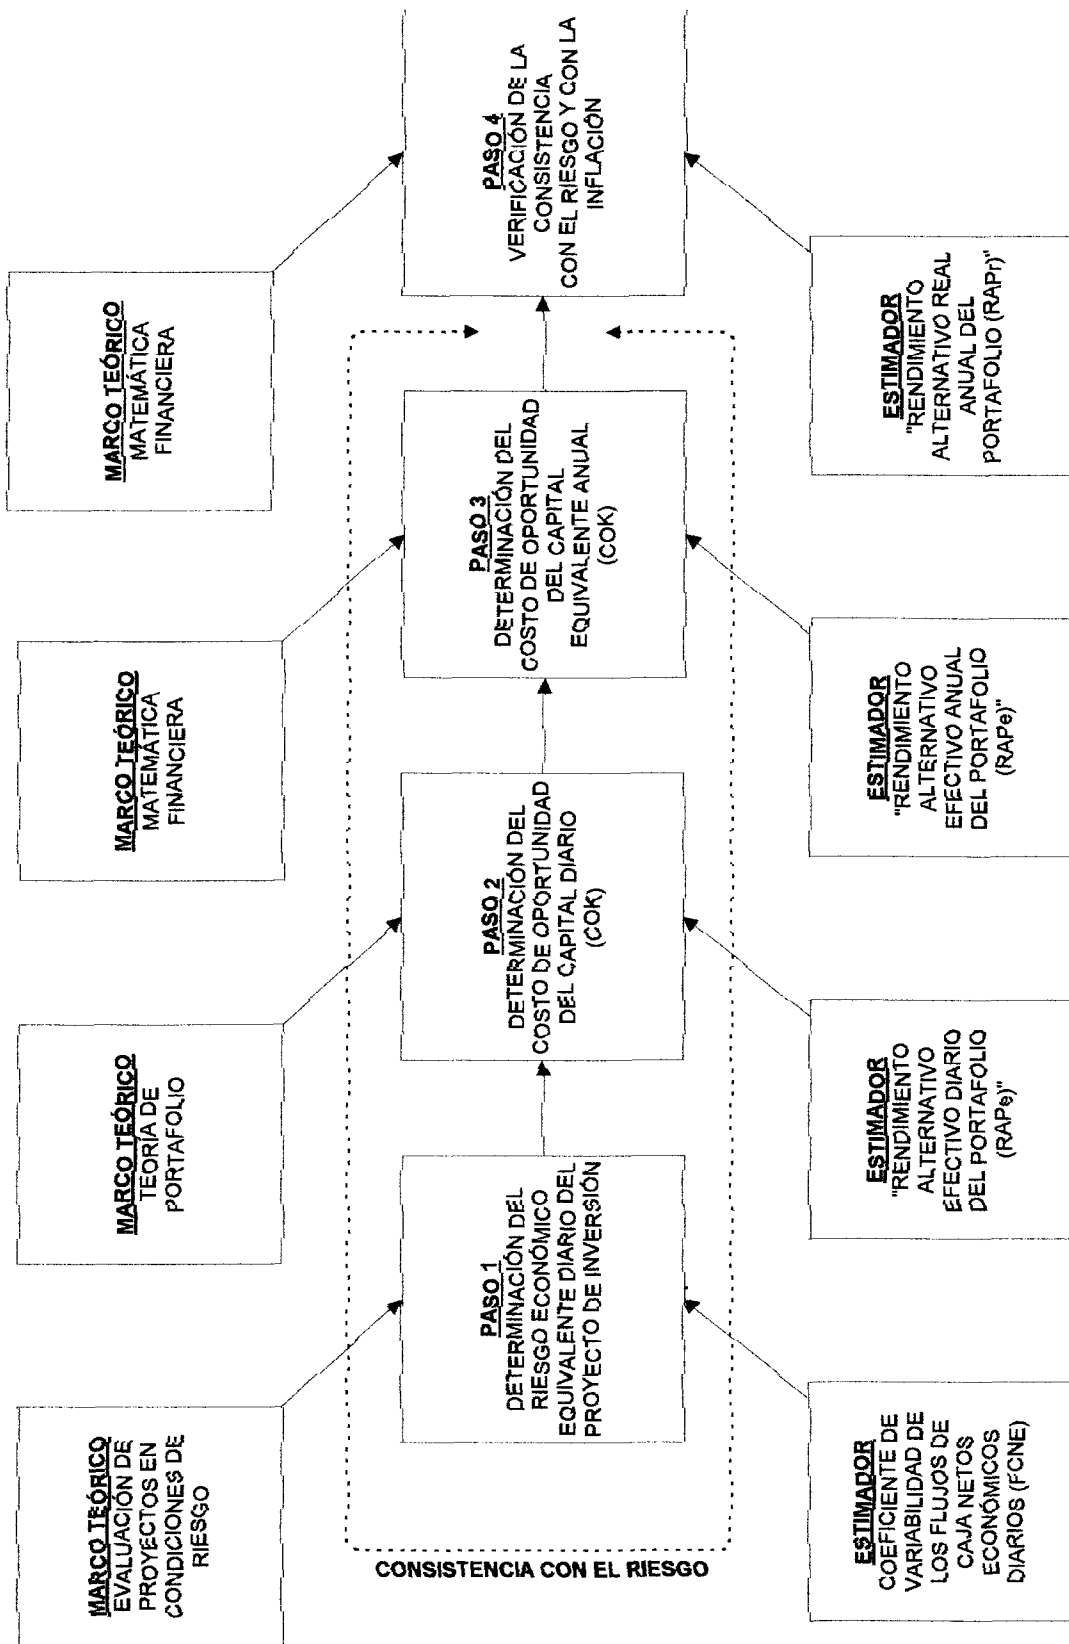 MARCO TEÓRICO
EVALUACIÓN DE
PROYECTOS EN
CONDICIONES DE
RIESGO
MARCO TEÓRICO
TEORÍA DE
PORTAFOLIO
MARCO TEÓRICO
MATEMÁTICA
FINANCIERA
MARCO TEÓRICO
MATEMÁTICA
FINANCIERA
PASO 1
DETERMINACIÓN DEL
RIESGO ECONÓMICO
EQUIVALENTE DIARIO DEL
PROYECTO DE INVERSIÓN
PASO 2
DETERMINACIÓN DEL
COSTO DE OPORTUNIDAD
DEL CAPITAL DIARIO
(COK)
PASO 3
DETERMINACIÓN DEL
COSTO DE OPORTUNIDAD
DEL CAPITAL
EQUIVALENTE ANUAL
(COK)
PASO 4
VERIFICACIÓN DE LA
CONSISTENCIA
CON EL RIESGO Y CON LA
INFLACIÓN
CONSISTENCIA CON EL RIESGO
ESTIMADOR
COEFICIENTE DE
VARIABILIDAD DE
LOS FLUJOS DE
CAJA NETOS
ECONÓMICOS
DIARIOS (FCNE)
ESTIMADOR
"RENDIMIENTO
ALTERNATIVO
EFECTIVO DIARIO
DEL PORTAFOLIO
(RAPe)"
ESTIMADOR
"RENDIMIENTO
ALTERNATIVO
EFECTIVO ANUAL
DEL PORTAFOLIO
(RAPe)"
ESTIMADOR
"RENDIMIENTO
ALTERNATIVO REAL
ANUAL DEL
PORTAFOLIO (RAPr)"